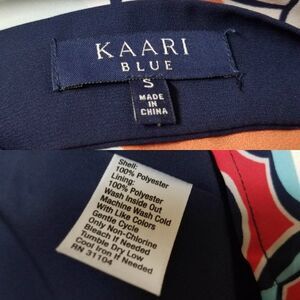 KAARI
BLUE
S
MADE
IN
CHINA
Shell:
100% Polyester
Lining:
100% Polyester
Wash Inside Out
Machine Wash Cold
With Like Colors
Gentle Cycle
Only Non-Chlorine
Bleach If Needed
Tumble Dry Low
Cool Iron If Needed
RN 31104